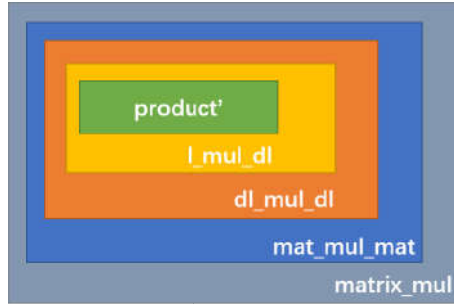 product'
l_mul_dl
dl_mul_dl
mat_mul_mat
matrix_mul